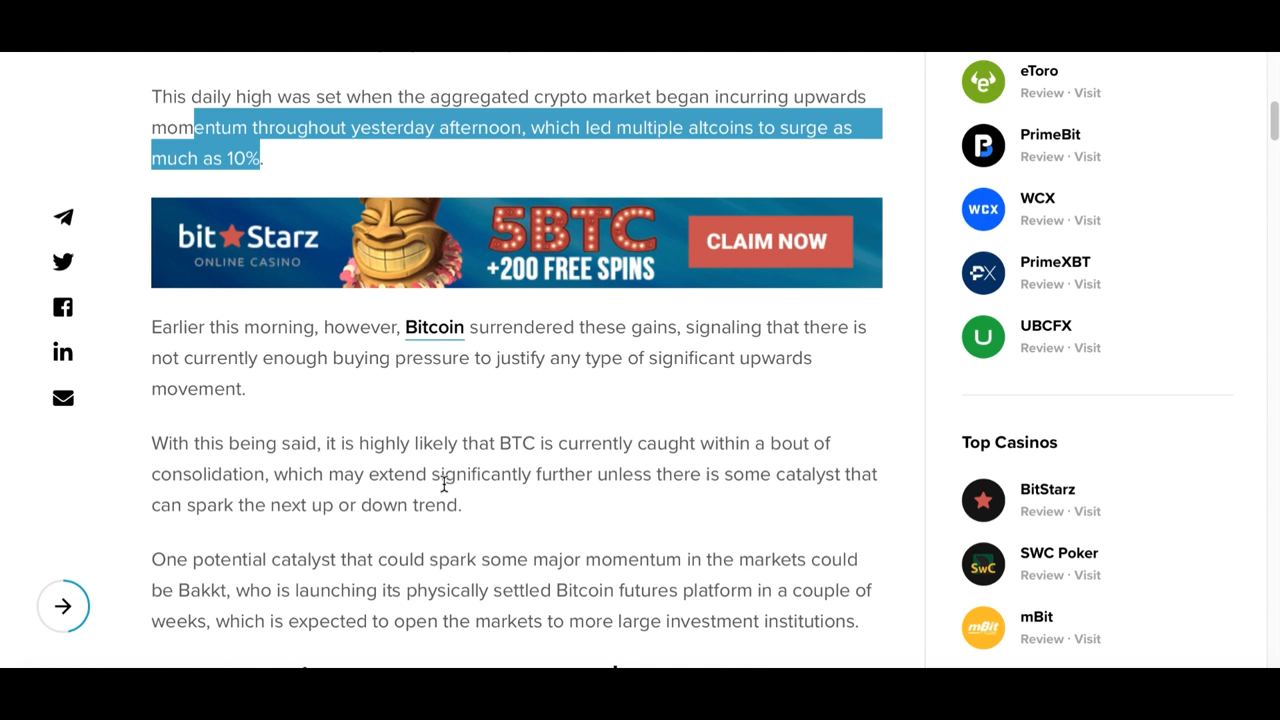 This daily high was set when the aggregated crypto market began incurring upwards
momentum throughout yesterday afternoon, which led multiple altcoins to surge as
much as 10%.
bit Starz
ONLINE CASINO
5BTC
+200 FREE SPINS
CLAIM NOW
Earlier this morning, however, Bitcoin surrendered these gains, signaling that there is
not currently enough buying pressure to justify any type of significant upwards
movement.
With this being said, it is highly likely that BTC is currently caught within a bout of
consolidation, which may extend significantly further unless there is some catalyst that
can spark the next up or down trend.
One potential catalyst that could spark some major momentum in the markets could
be Bakkt, who is launching its physically settled Bitcoin futures platform in a couple of
weeks, which is expected to open the markets to more large investment institutions.
eToro
Review · Visit
PrimeBit
Review · Visit
WCX
WCX
Review · Visit
PX
PrimeXBT
Review · Visit
U
UBCFX
Review · Visit
Top Casinos
BitStarz
Review · Visit
SwC
SWC Poker
Review · Visit
mBit
mBit
Review · Visit